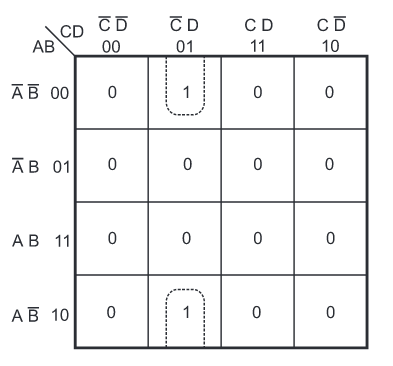 C̅ D̅ C̅ D C D C D̅
CD
AB 00 01 11 10
A̅ B̅ 00 0 1 0 0
A̅ B 01 0 0 0 0
A B 11 0 0 0 0
A B̅ 10 0 1 0 0